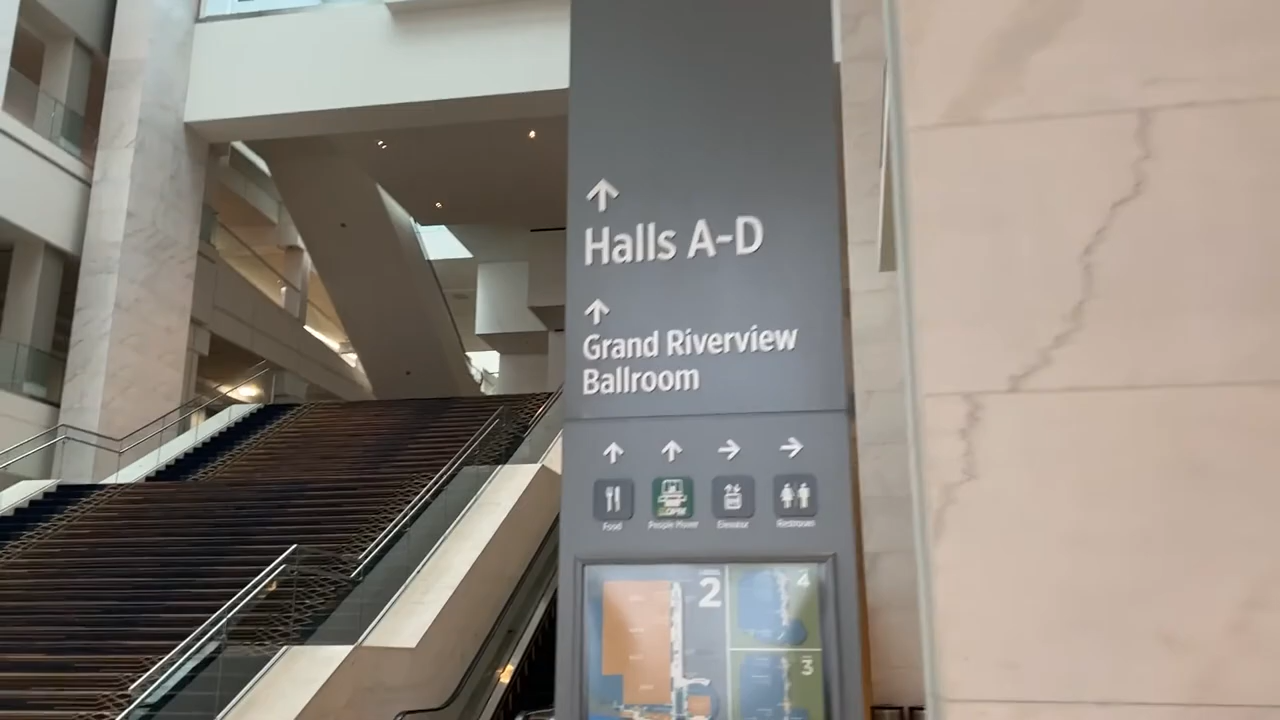 Halls A-D
Grand Riverview
Ballroom
Food
People Mover
Elevator
Restroom
2
4
3